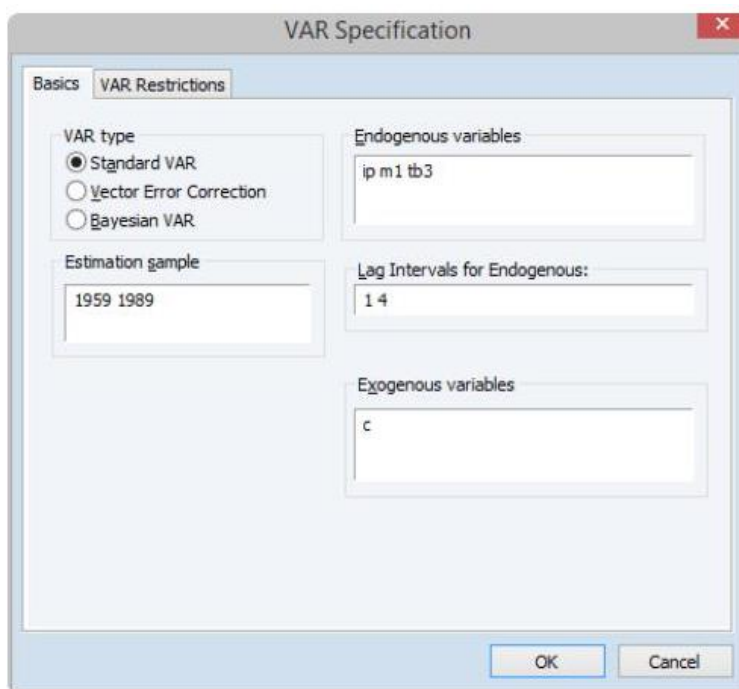 VAR Specification
Basics
VAR Restrictions
VAR type
Standard VAR
Vector Error Correction
Bayesian VAR
Estimation sample
1959 1989
Endogenous variables
ip m1 tb3
Lag Intervals for Endogenous:
1 4
Exogenous variables
c
OK
Cancel